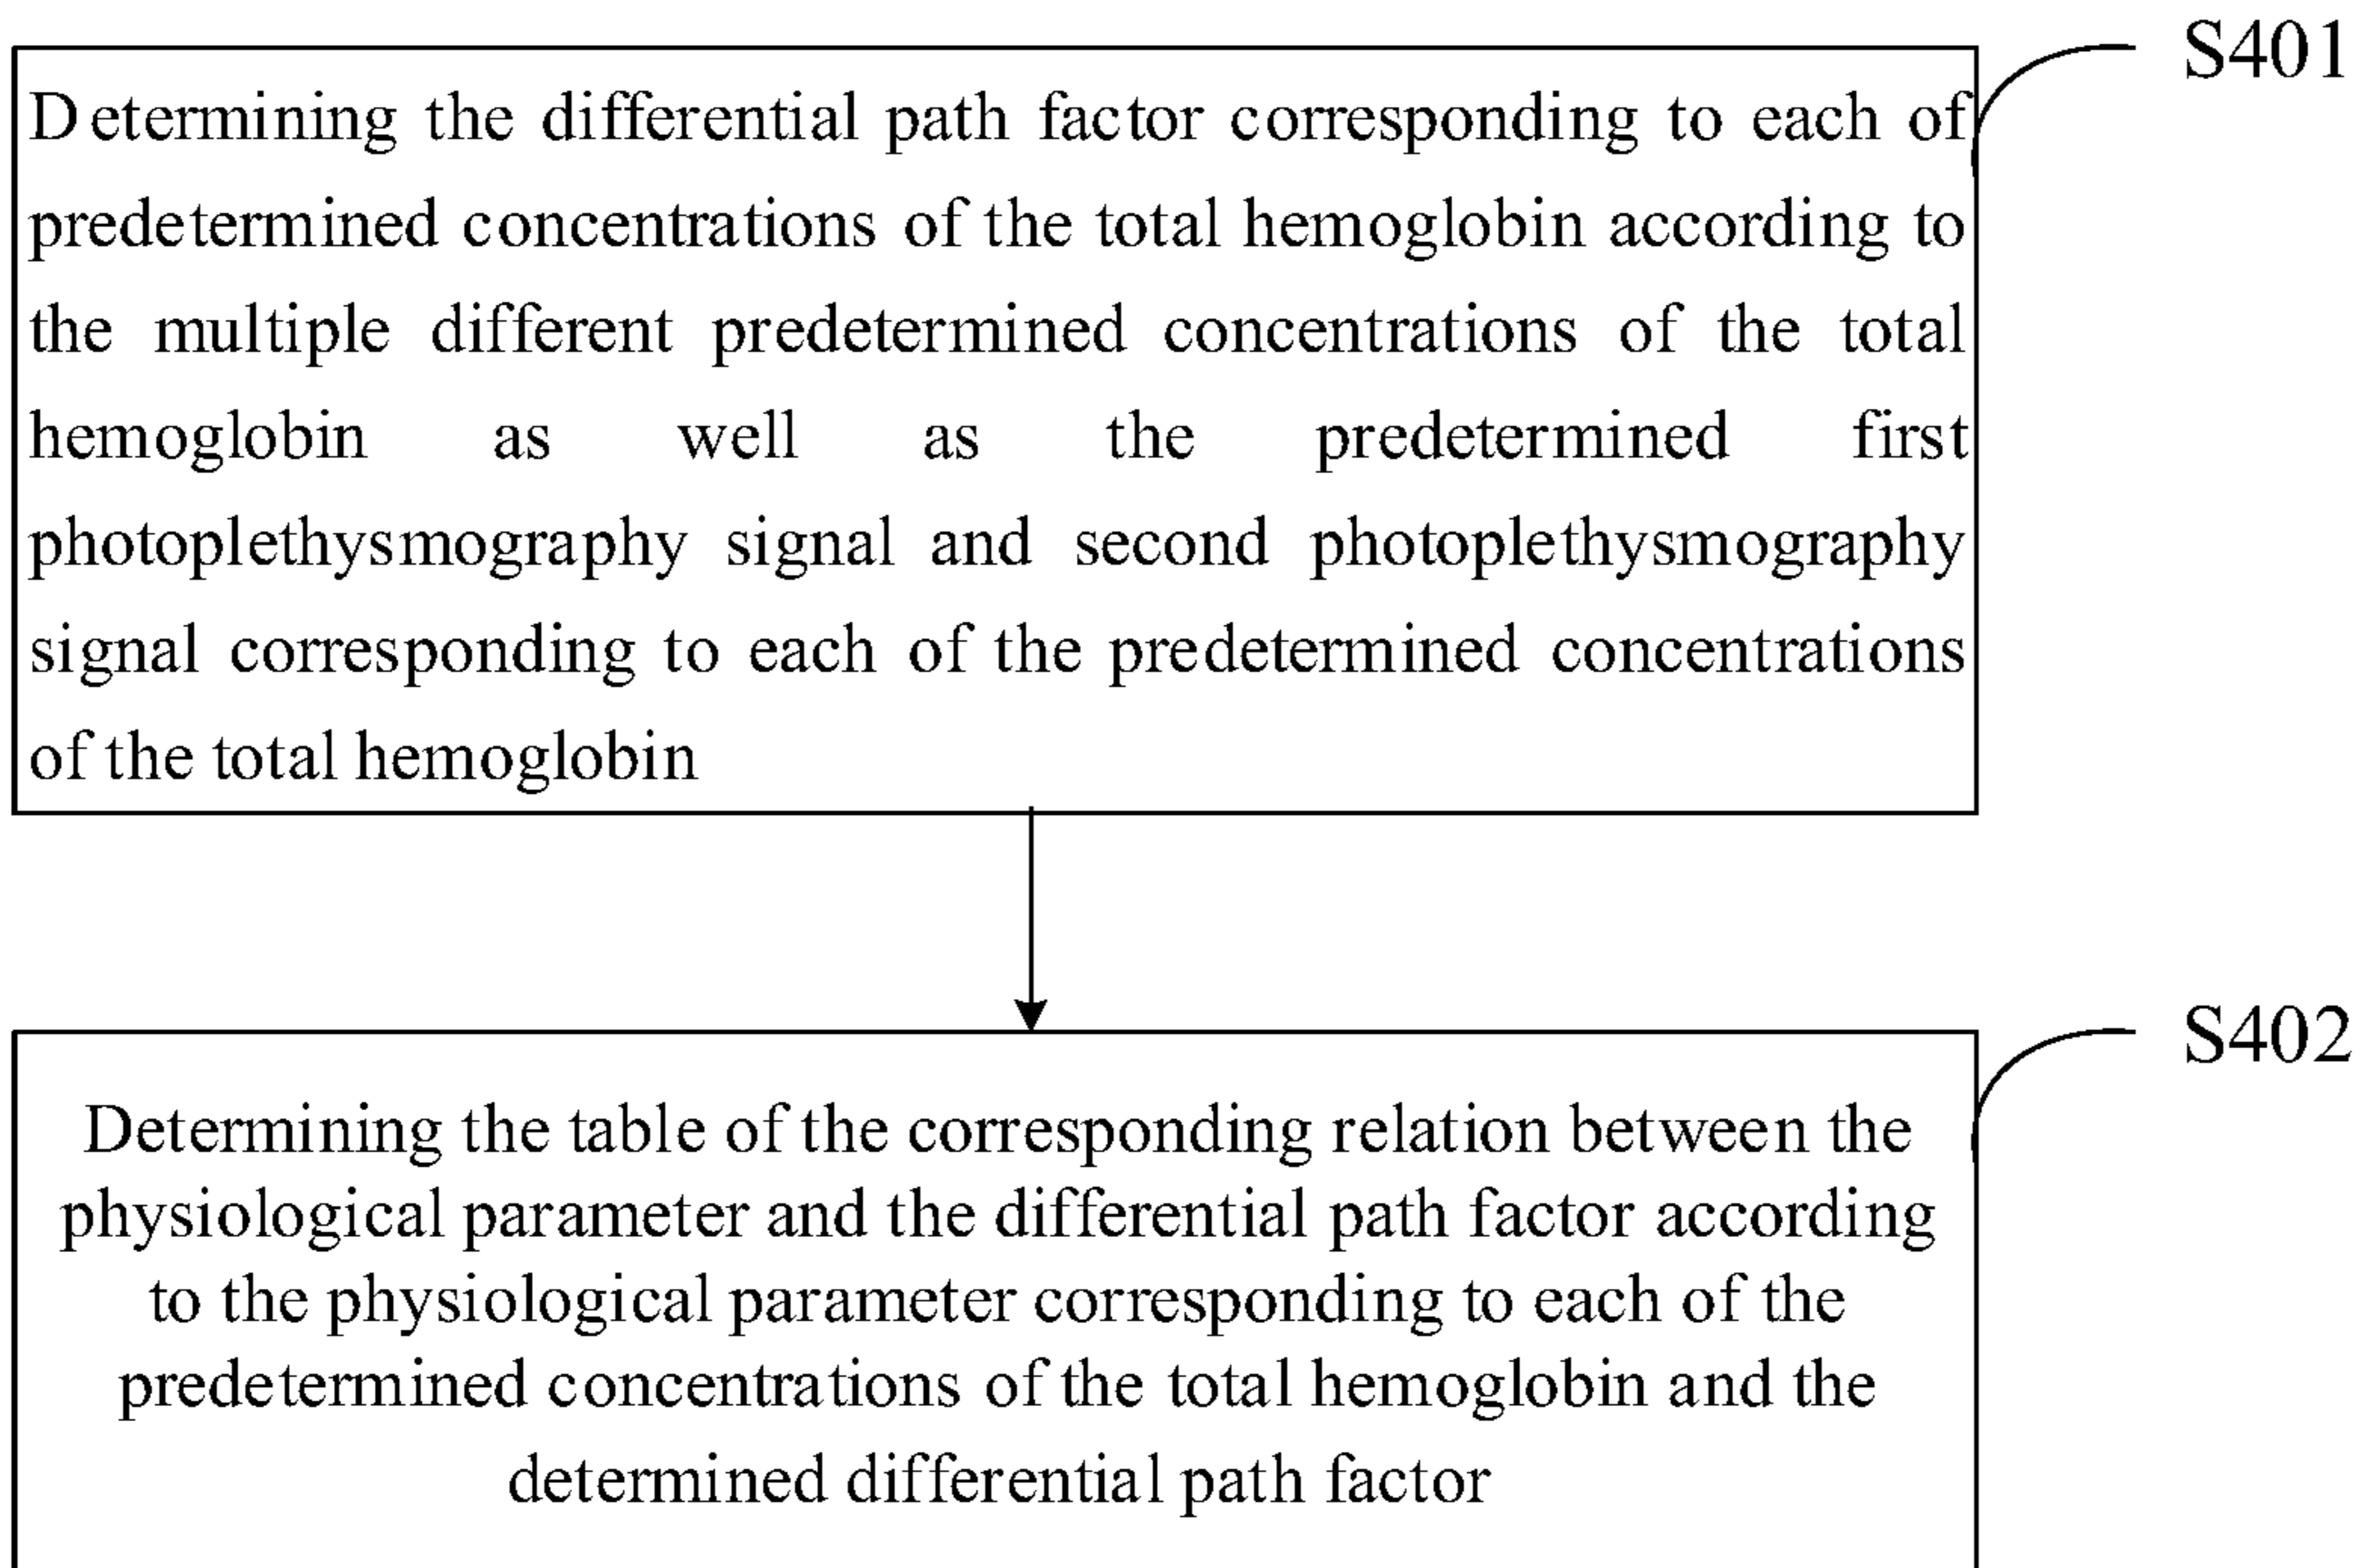 S401
Determining the differential path factor corresponding to each of
predetermined concentrations of the total hemoglobin according to
the multiple different predetermined concentrations of the total
hemoglobin as well as the predetermined first
photoplethysmography signal and second photoplethysmography
signal corresponding to each of the predetermined concentrations
of the total hemoglobin
S402
Determining the table of the corresponding relation between the
physiological parameter and the differential path factor according
to the physiological parameter corresponding to each of the
predetermined concentrations of the total hemoglobin and the
determined differential path factor